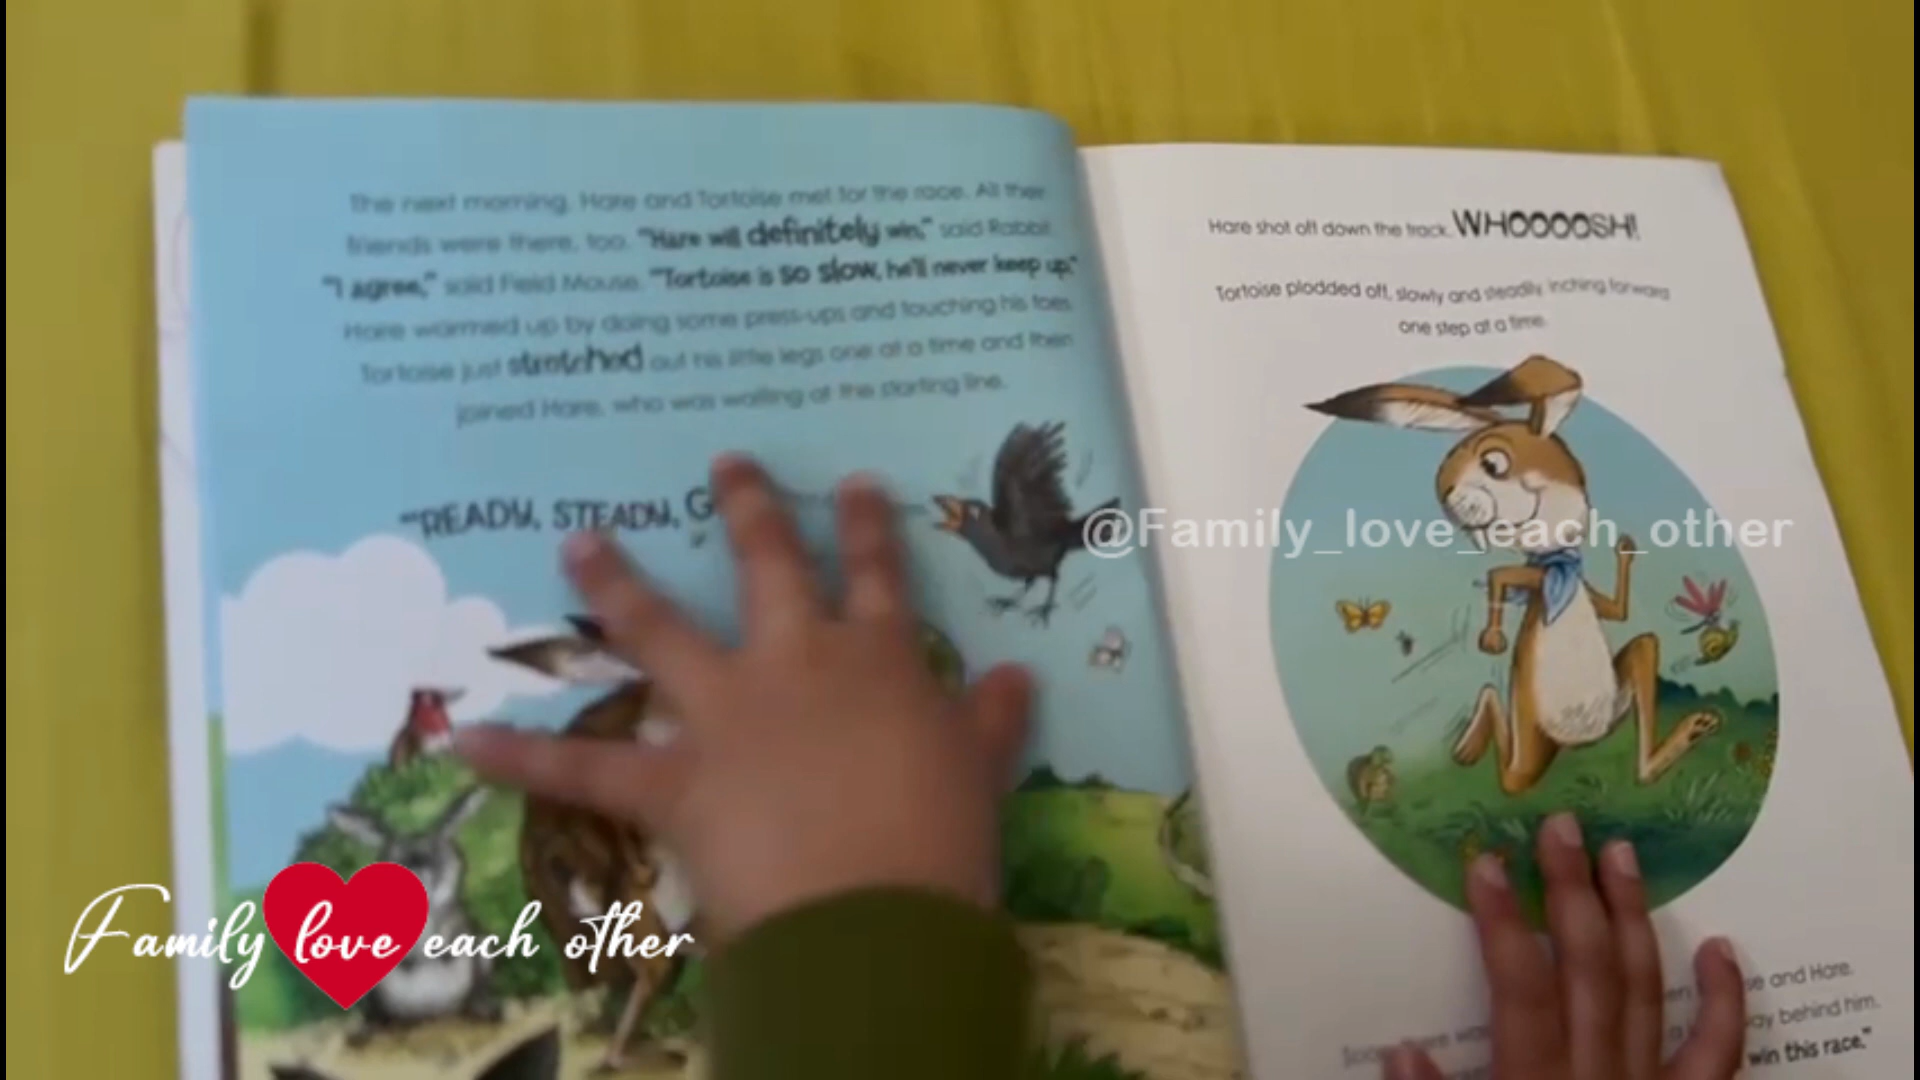 The next morning, Hare and Tortoise met for the race. All their
friends were there, too. "Hare will definitely win," said Rabbit.
"I agree," said Field Mouse. "Tortoise is so slow, he'll never keep up."
Hare warmed up by doing some press-ups and touching his toes.
Tortoise just stretched out his little legs one at a time and then
joined Hare, who was waiting at the starting line.
"READY, STEADY, G
Hare shot off down the track. WHOOOOSH!
Tortoise plodded off, slowly and steadily, inching forward
one step at a time.
@Family_love_each_other
and Hare.
behind him.
win this race,"
Family love each other